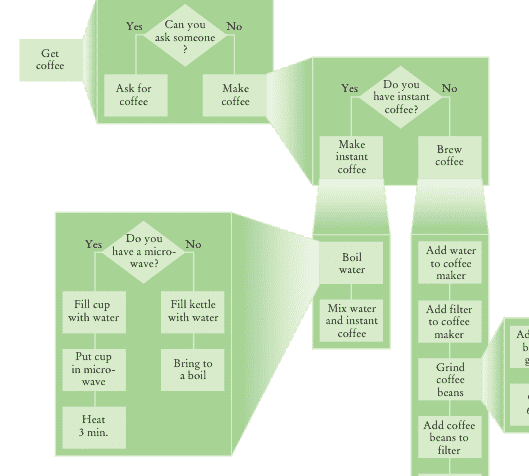 Get
coffee
Yes
Can you
ask someone
?
No
Ask for
coffee
Make
coffee
Yes
Do you
have instant
coffee?
No
Make
instant
coffee
Brew
coffee
Yes
Do you
have a micro-
wave?
No
Fill cup
with water
Put cup
in micro-
wave
Heat
3 min.
Fill kettle
with water
Bring to
a boil
Boil
water
Mix water
and instant
coffee
Add water
to coffee
maker
Add filter
to coffee
maker
Grind
coffee
beans
Add coffee
beans to
filter